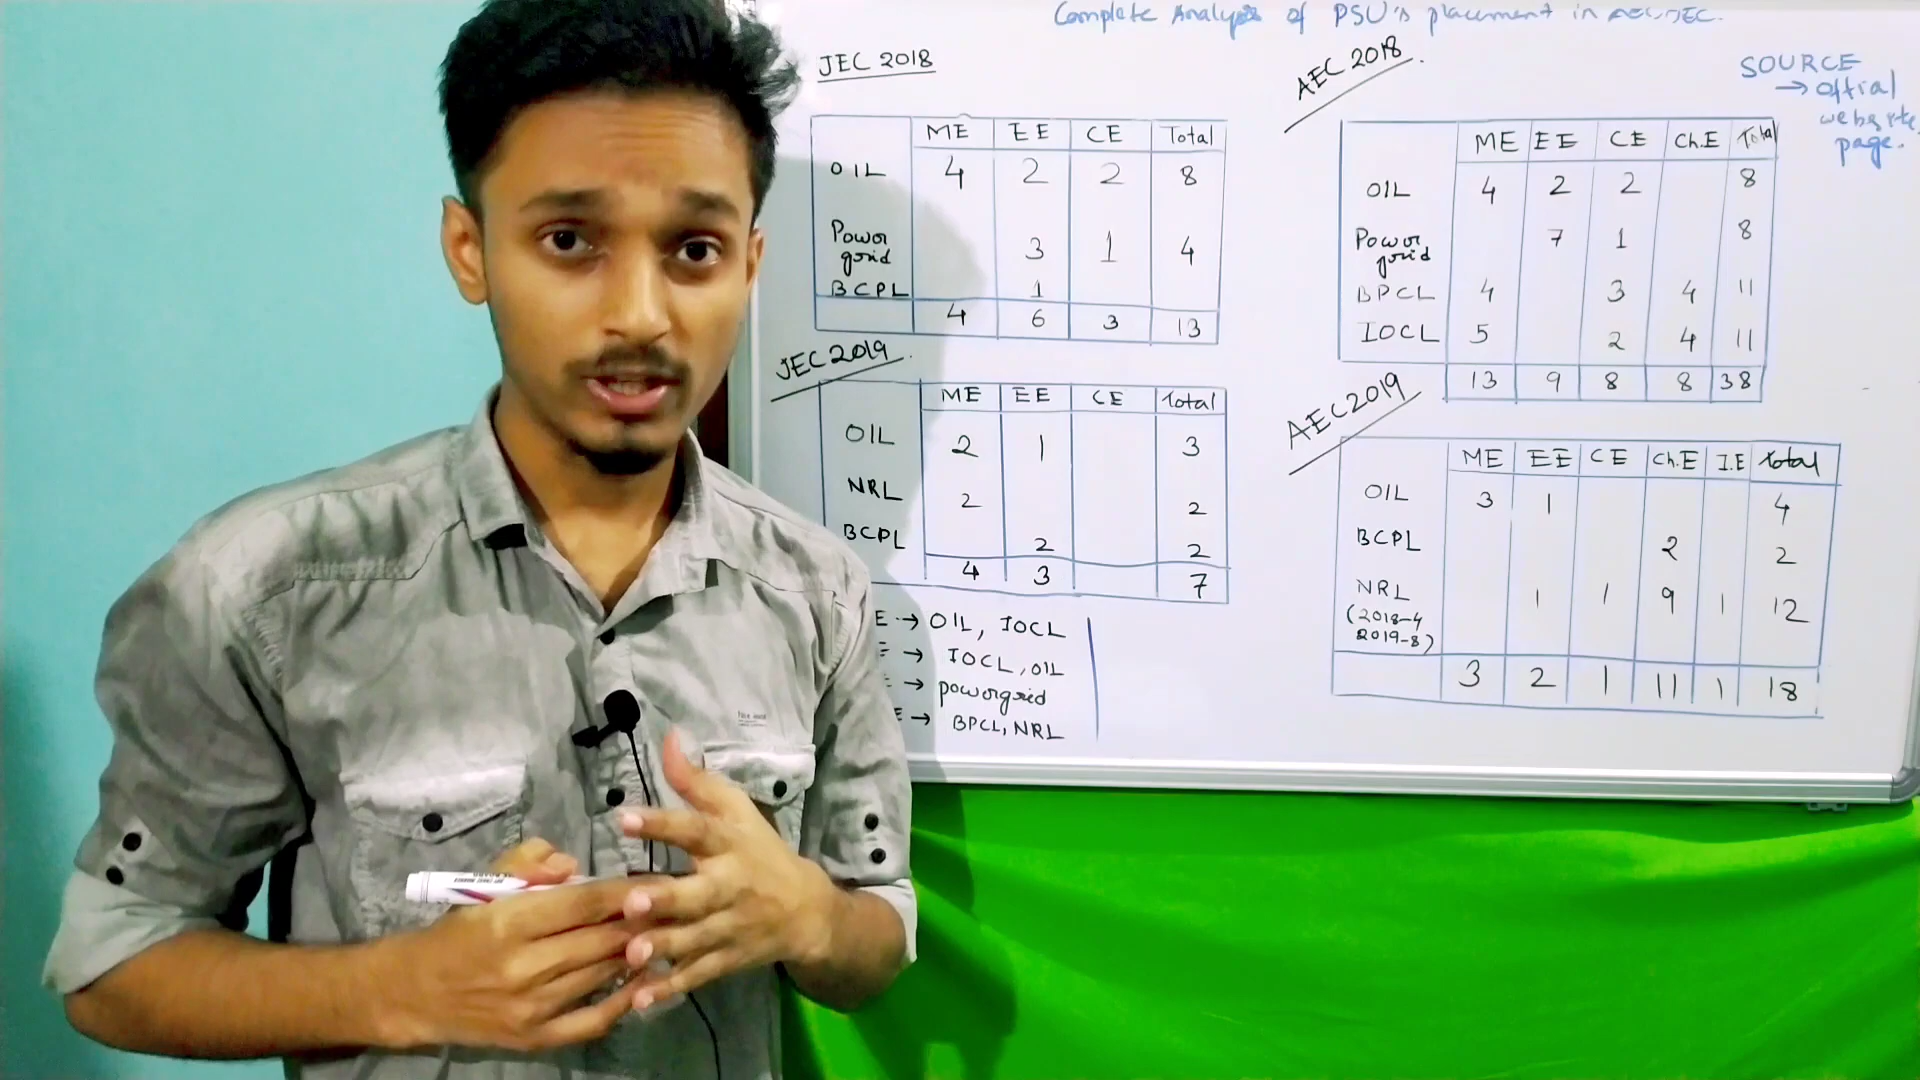 Complete Analysis of PSU's placement in AEC, JEC.
SOURCE
→ offial
website
page.
JEC 2018
ME EE CE Total
OIL 4 2 2 8
Power grid 3 1 4
BCPL 1
4 6 3 13
JEC 2019
ME EE CE Total
OIL 2 1 3
NRL 2 2
BCPL 2 2
4 3 7
E → OIL, IOCL
E → IOCL, OIL
E → powergrid
E → BPCL, NRL
AEC 2018
ME EE CE Ch.E Total
OIL 4 2 2 8
Power grid 7 1 8
BPCL 4 3 4 11
IOCL 5 2 4 11
13 9 8 8 38
AEC 2019
ME EE CE Ch.E I.E Total
OIL 3 1 4
BCPL 2 2
NRL 1 1 9 1 12
(2018-4
2019-8)
3 2 1 11 1 18